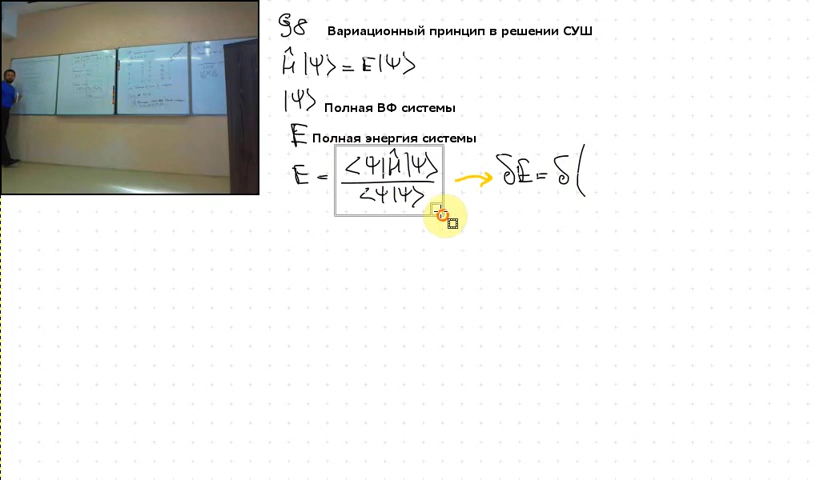 §8 Вариационный принцип в решении СУШ
Ĥ|Ψ⟩ = E|Ψ⟩
|Ψ⟩ Полная ВФ системы
E Полная энергия системы
E = ⟨Ψ|Ĥ|Ψ⟩ / ⟨Ψ|Ψ⟩ → δE = δ(